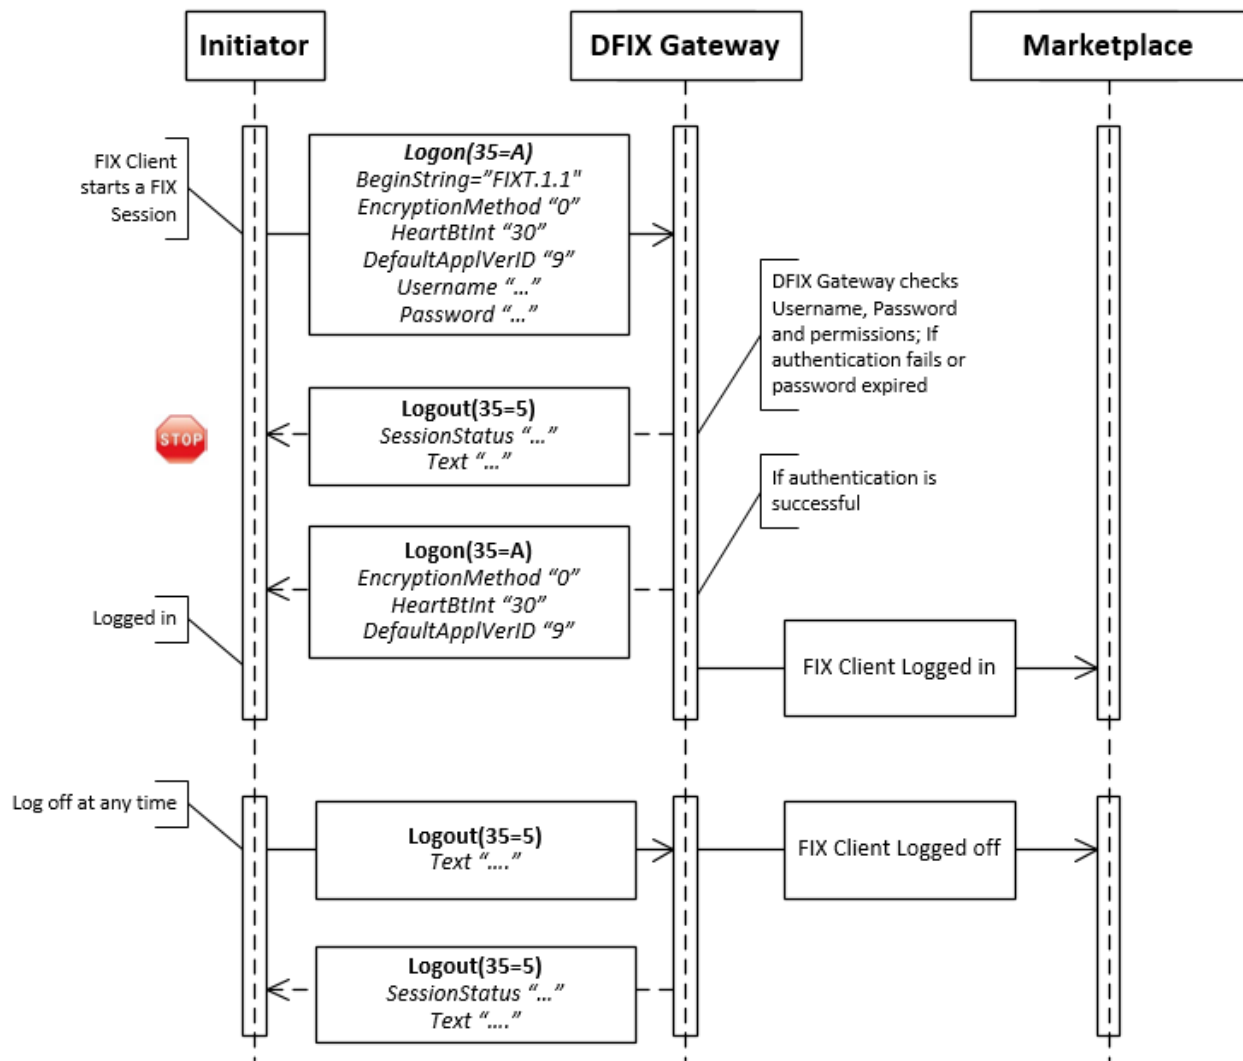 Initiator
DFIX Gateway
Marketplace
FIX Client
starts a FIX
Session
Logon(35=A)
BeginString=”FIXT.1.1"
EncryptionMethod “0”
HeartBtInt “30”
DefaultApplVerID “9”
Username “…”
Password “…”
DFIX Gateway checks
Username, Password
and permissions; If
authentication fails or
password expired
STOP
Logout(35=5)
SessionStatus “…”
Text “…”
If authentication is
successful
Logon(35=A)
EncryptionMethod “0”
HeartBtInt “30”
DefaultApplVerID “9”
Logged in
FIX Client Logged in
Log off at any time
Logout(35=5)
Text “….”
FIX Client Logged off
Logout(35=5)
SessionStatus “…”
Text “….”